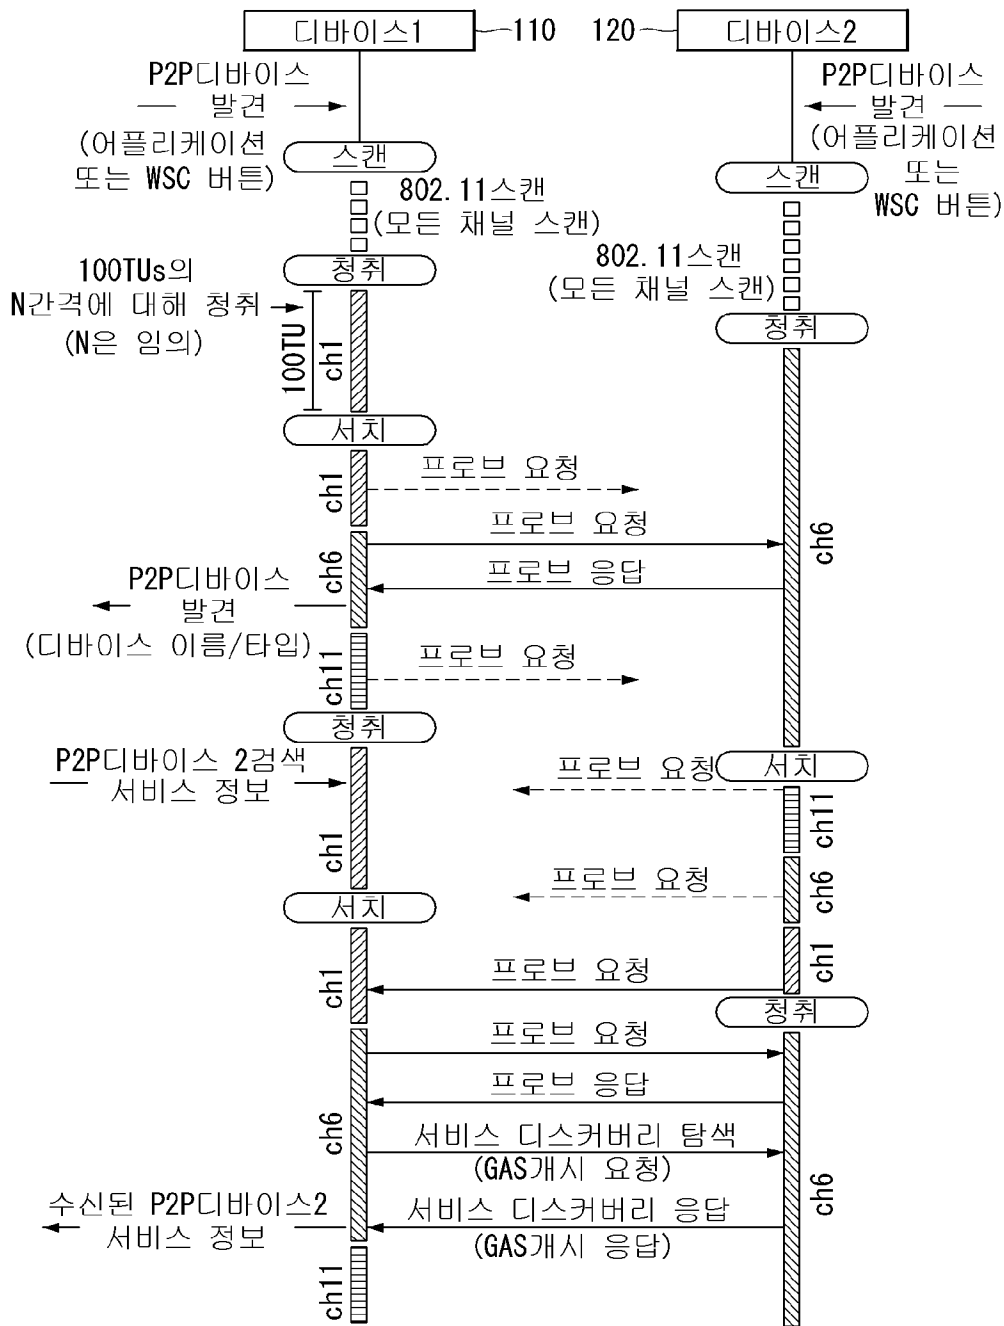 디바이스1
110
120
디바이스2
P2P디바이스
발견
(어플리케이션
또는 WSC 버튼)
P2P디바이스
발견
(어플리케이션
또는
WSC 버튼)
스캔
스캔
802.11스캔
(모든 채널 스캔)
802.11스캔
(모든 채널 스캔)
청취
청취
100TUs의
N간격에 대해 청취
(N은 임의)
100TU
ch1
서치
ch1
프로브 요청
프로브 요청
ch6
ch6
프로브 응답
P2P디바이스
발견
(디바이스 이름/타입)
ch11
프로브 요청
청취
P2P디바이스 2검색
서비스 정보
프로브 요청
서치
ch11
ch1
프로브 요청
ch6
서치
ch1
프로브 요청
ch1
청취
프로브 요청
프로브 응답
ch6
서비스 디스커버리 탐색
(GAS개시 요청)
ch6
수신된 P2P디바이스2
서비스 정보
서비스 디스커버리 응답
(GAS개시 응답)
ch11